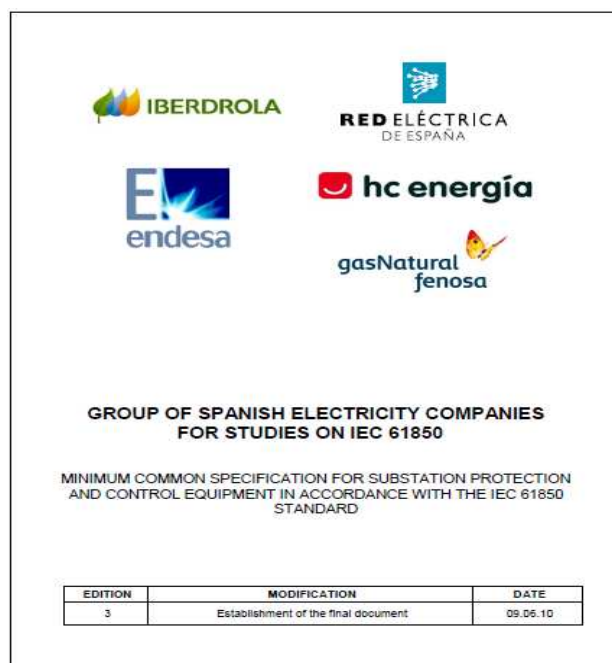 IBERDROLA
RED ELÉCTRICA
DE ESPAÑA
endesa
hc energía
gasNatural
fenosa
GROUP OF SPANISH ELECTRICITY COMPANIES
FOR STUDIES ON IEC 61850
MINIMUM COMMON SPECIFICATION FOR SUBSTATION PROTECTION
AND CONTROL EQUIPMENT IN ACCORDANCE WITH THE IEC 61850
STANDARD
EDITION MODIFICATION DATE
3 Establishment of the final document 09.06.10